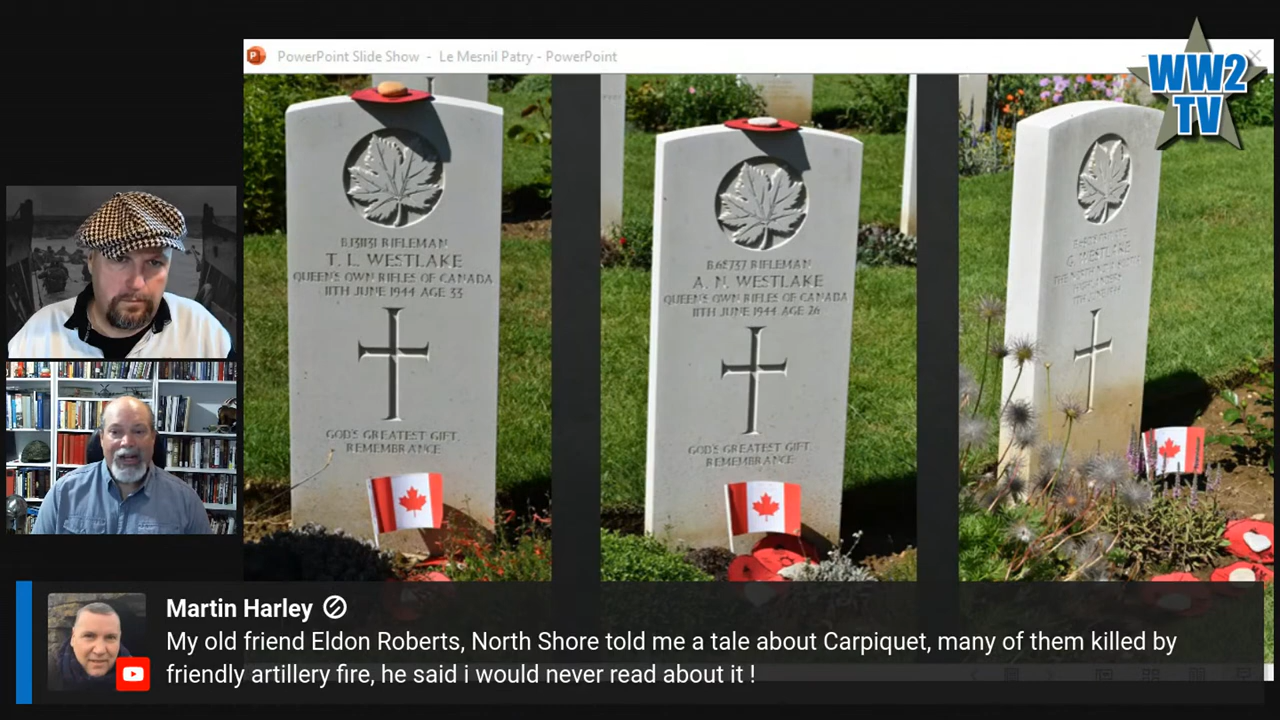 PowerPoint Slide Show - Le Mesnil Patry - PowerPoint
WW2
TV
B.131131 RIFLEMAN
T. L. WESTLAKE
QUEEN'S OWN RIFLES OF CANADA
11TH JUNE 1944 AGE 33
GOD'S GREATEST GIFT,
REMEMBRANCE
B.65737 RIFLEMAN
A. N. WESTLAKE
QUEEN'S OWN RIFLES OF CANADA
11TH JUNE 1944 AGE 26
GOD'S GREATEST GIFT,
REMEMBRANCE
G. WESTLAKE
Martin Harley
My old friend Eldon Roberts, North Shore told me a tale about Carpiquet, many of them killed by
friendly artillery fire, he said i would never read about it !